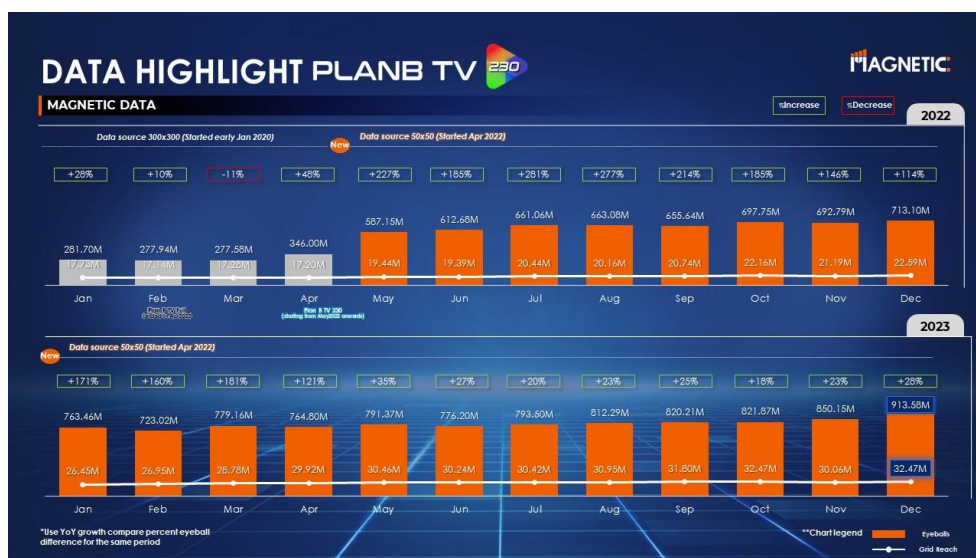 DATA HIGHLIGHT PLANB TV 230
MAGNETIC
MAGNETIC DATA
%Increase
%Decrease
2022
Data source 300x300 (Started early Jan 2020)
New
Data source 50x50 (Started Apr 2022)
+28% +10% -11% +48% +227% +185% +281% +277% +214% +185% +146% +114%
281.70M 277.94M 277.58M 346.00M 587.15M 612.68M 661.06M 663.08M 655.64M 697.75M 692.79M 713.10M
17.73M 17.14M 17.28M 17.20M 19.44M 19.39M 20.44M 20.16M 20.74M 22.16M 21.19M 22.59M
Jan Feb Mar Apr May Jun Jul Aug Sep Oct Nov Dec
Plan B TV 230
(starting from May2022 onwards)
2023
New
Data source 50x50 (Started Apr 2022)
+171% +160% +181% +121% +35% +27% +20% +23% +25% +18% +23% +28%
763.46M 723.02M 779.16M 764.80M 791.37M 776.20M 793.50M 812.29M 820.21M 821.87M 850.15M 913.58M
26.45M 26.95M 28.78M 29.92M 30.46M 30.24M 30.42M 30.95M 31.80M 32.47M 30.06M 32.47M
Jan Feb Mar Apr May Jun Jul Aug Sep Oct Nov Dec
*Use YoY growth compare percent eyeball
difference for the same period
**Chart legend
Eyeballs
Grid Reach